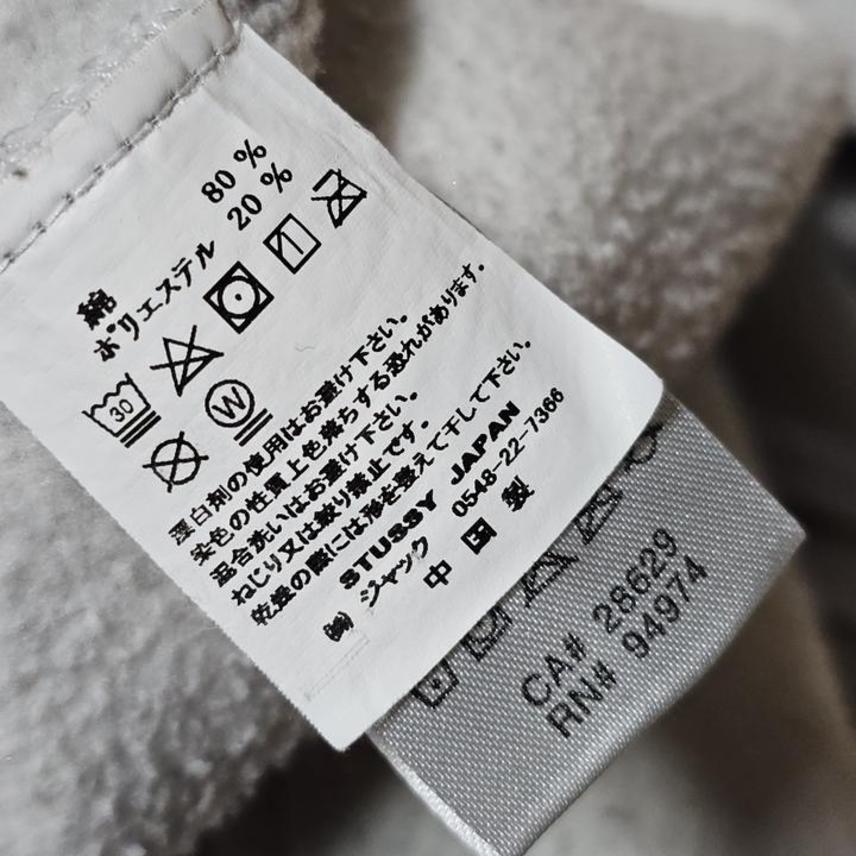 綿 80 %
ポリエステル 20 %
30
W
漂白剤の使用はお避け下さい。
染色の性質上色落ちする恐れがあります。
混合洗いはお避け下さい。
ねじり又は絞り禁止です。
乾燥の際には形を整えて干して下さい。
STUSSY JAPAN
㈱ジャック 0548-22-7366
中国製
CA# 28629
RN# 94974